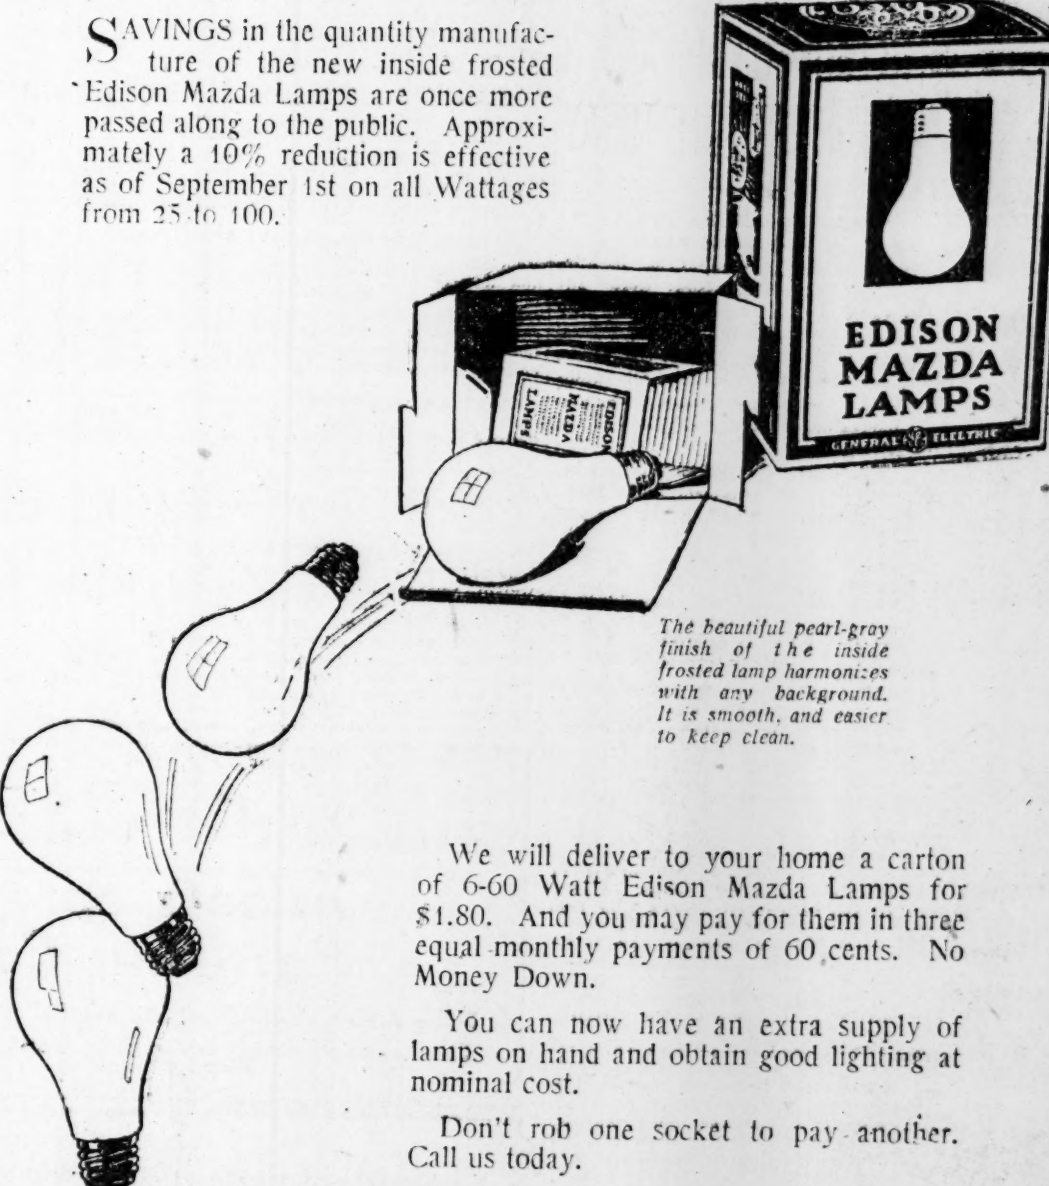 SAVINGS in the quantity manufac-
ture of the new inside frosted
Edison Mazda Lamps are once more
passed along to the public. Approxi-
mately a 10% reduction is effective
as of September 1st on all Wattages
from 25 to 100.
EDISON
MAZDA
LAMPS
GENERAL GE ELECTRIC
EDISON
MAZDA
LAMPS
The beautiful pearl-gray
finish of the inside
frosted lamp harmonizes
with any background.
It is smooth, and easier
to keep clean.
We will deliver to your home a carton
of 6-60 Watt Edison Mazda Lamps for
$1.80. And you may pay for them in three
equal monthly payments of 60 cents. No
Money Down.
You can now have an extra supply of
lamps on hand and obtain good lighting at
nominal cost.
Don't rob one socket to pay another.
Call us today.